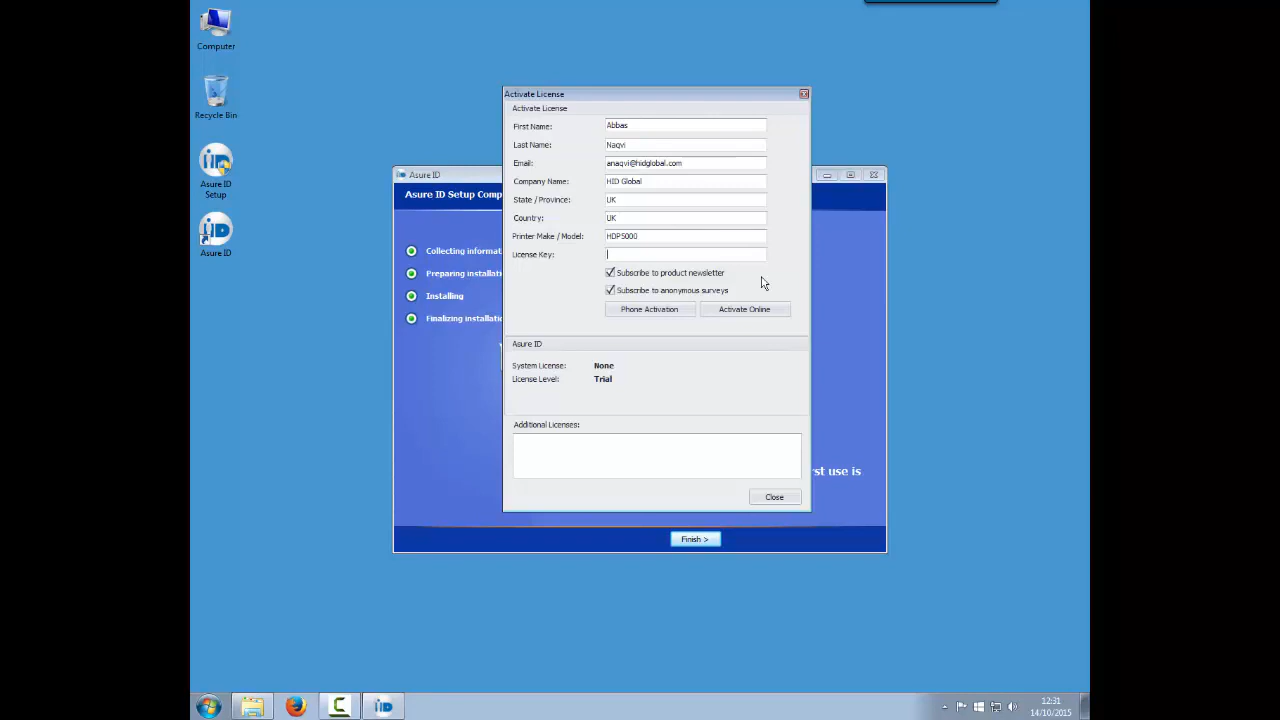 Computer
Recycle Bin
Asure ID
Setup
Asure ID
Asure ID
Asure ID Setup Comp
Collecting informat
Preparing installatio
Installing
Finalizing installatio
rst use is
Finish >
Activate License
Activate License
First Name: Abbas
Last Name: Naqvi
Email: anaqvi@hidglobal.com
Company Name: HID Global
State / Province: UK
Country: UK
Printer Make / Model: HDP5000
License Key:
Subscribe to product newsletter
Subscribe to anonymous surveys
Phone Activation Activate Online
Asure ID
System License: None
License Level: Trial
Additional Licenses:
Close
12:31
14/10/2015